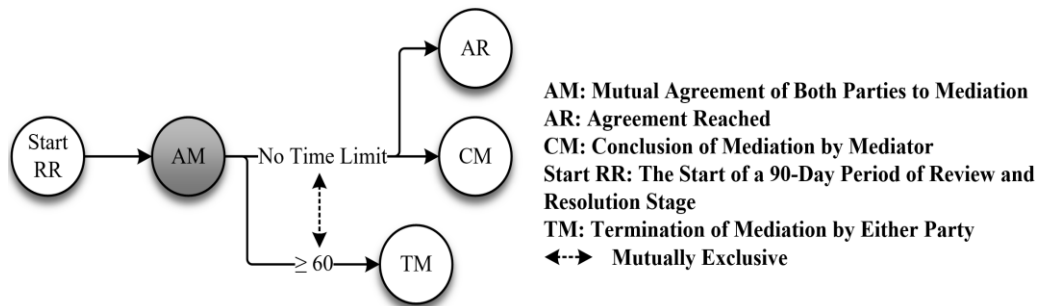 Start
RR
AM
No Time Limit
≥ 60
AR
CM
TM
AM: Mutual Agreement of Both Parties to Mediation
AR: Agreement Reached
CM: Conclusion of Mediation by Mediator
Start RR: The Start of a 90-Day Period of Review and
Resolution Stage
TM: Termination of Mediation by Either Party
Mutually Exclusive